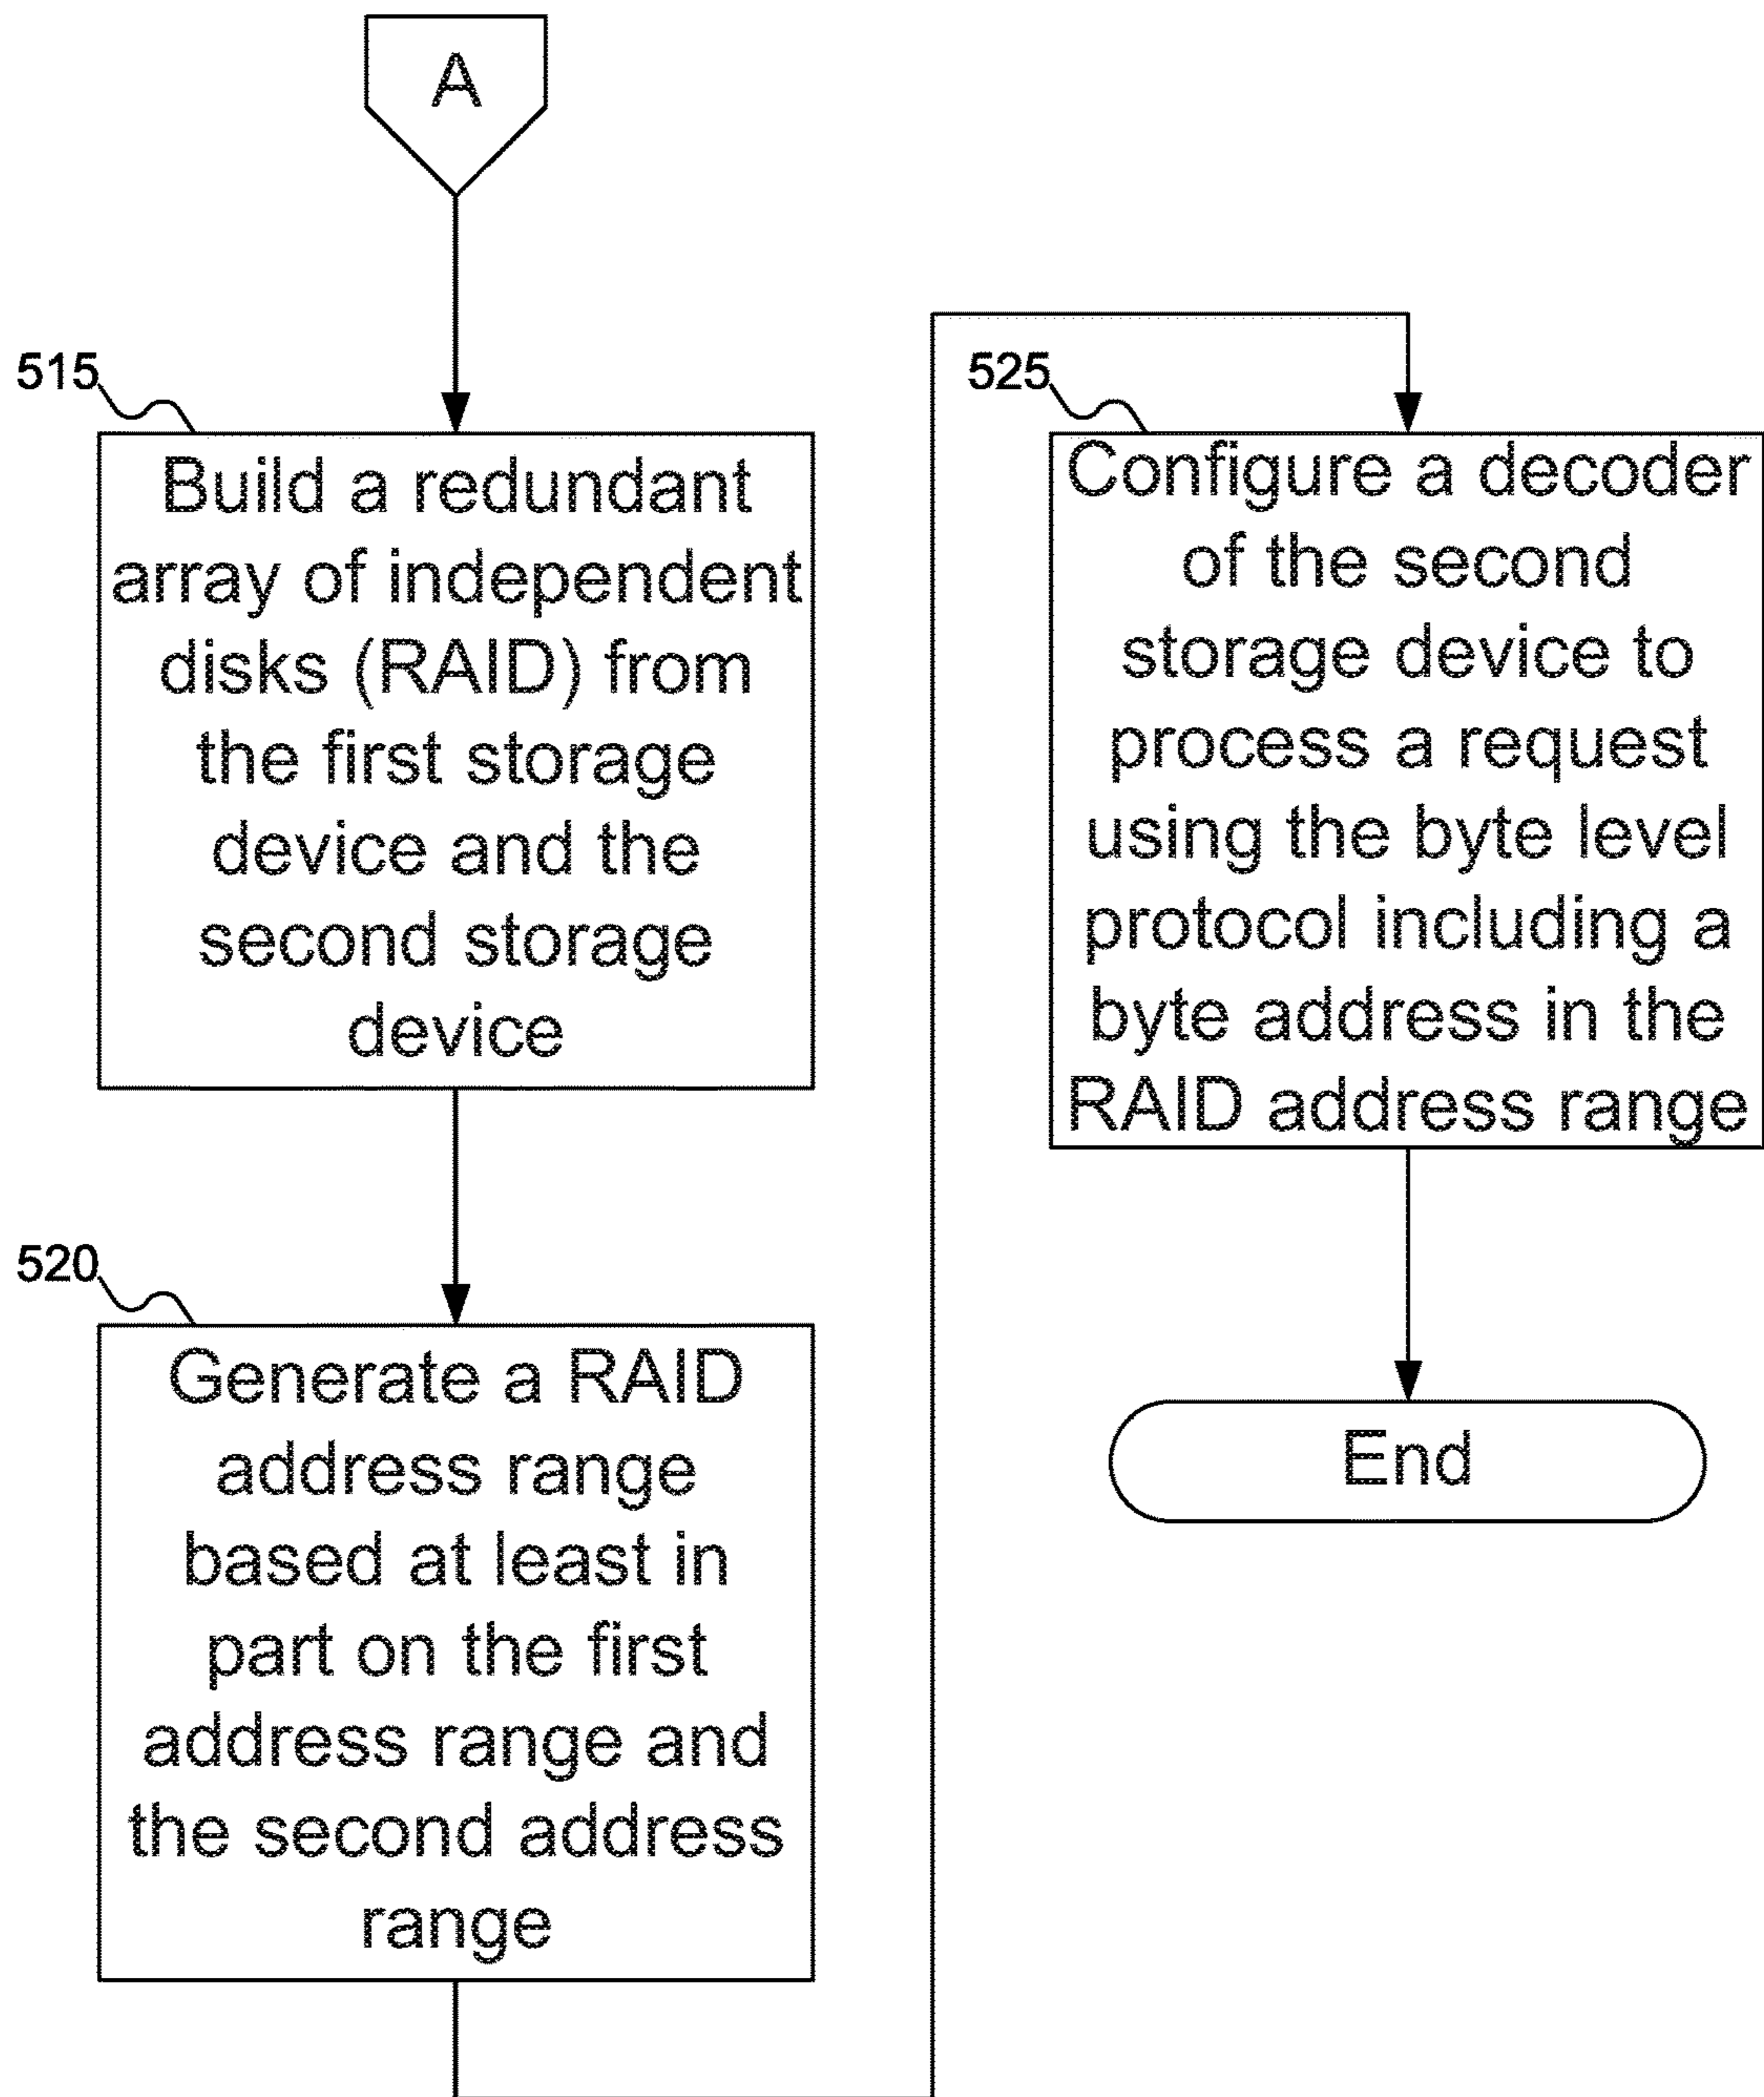 A
515
Build a redundant
array of independent
disks (RAID) from
the first storage
device and the
second storage
device
520
Generate a RAID
address range
based at least in
part on the first
address range and
the second address
range
525
Configure a decoder
of the second
storage device to
process a request
using the byte level
protocol including a
byte address in the
RAID address range
End